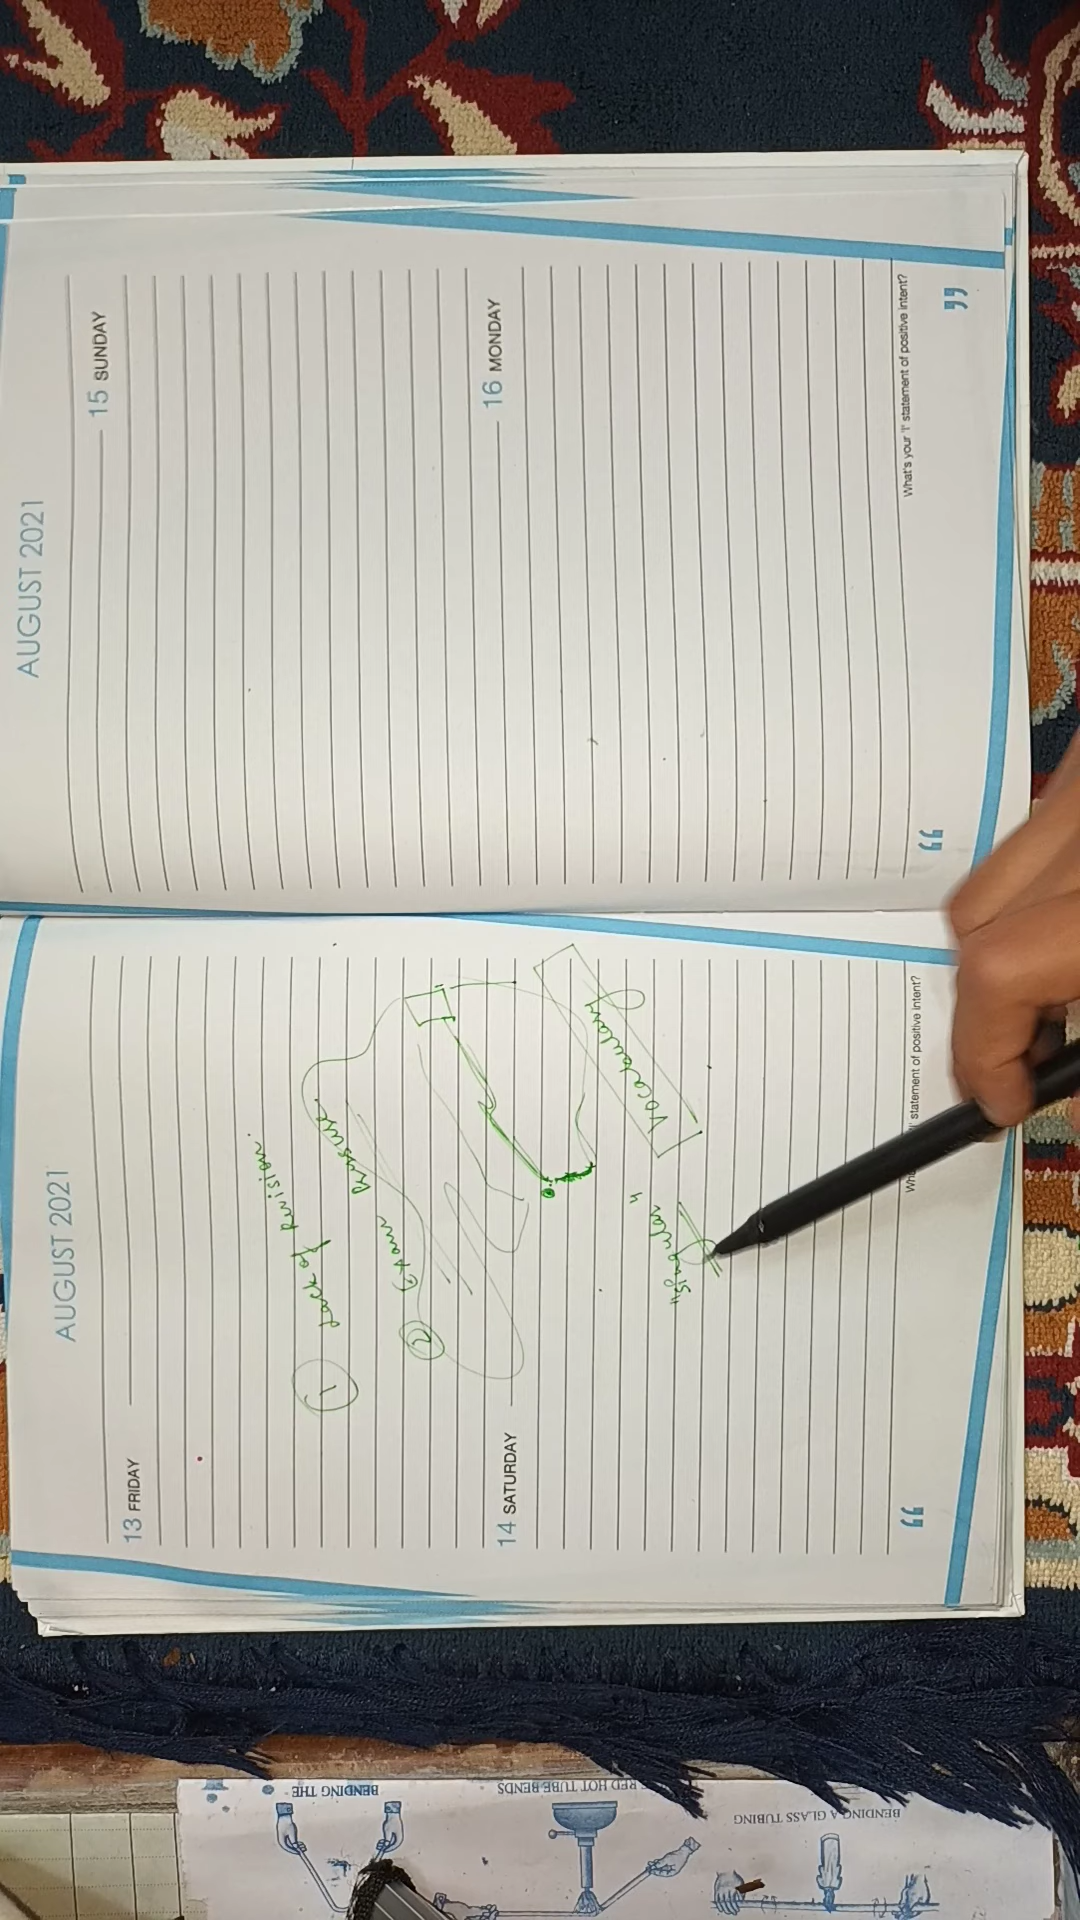 AUGUST 2021
13 FRIDAY
1 Lack of Revision.
2 Exam Pressure.
14 SATURDAY
Vocabulary
"singular"
statement of positive intent?
AUGUST 2021
15 SUNDAY
16 MONDAY
What's your 'I' statement of positive intent?
BENDING A GLASS TUBING
RED HOT TUBE BENDS
BENDING THE